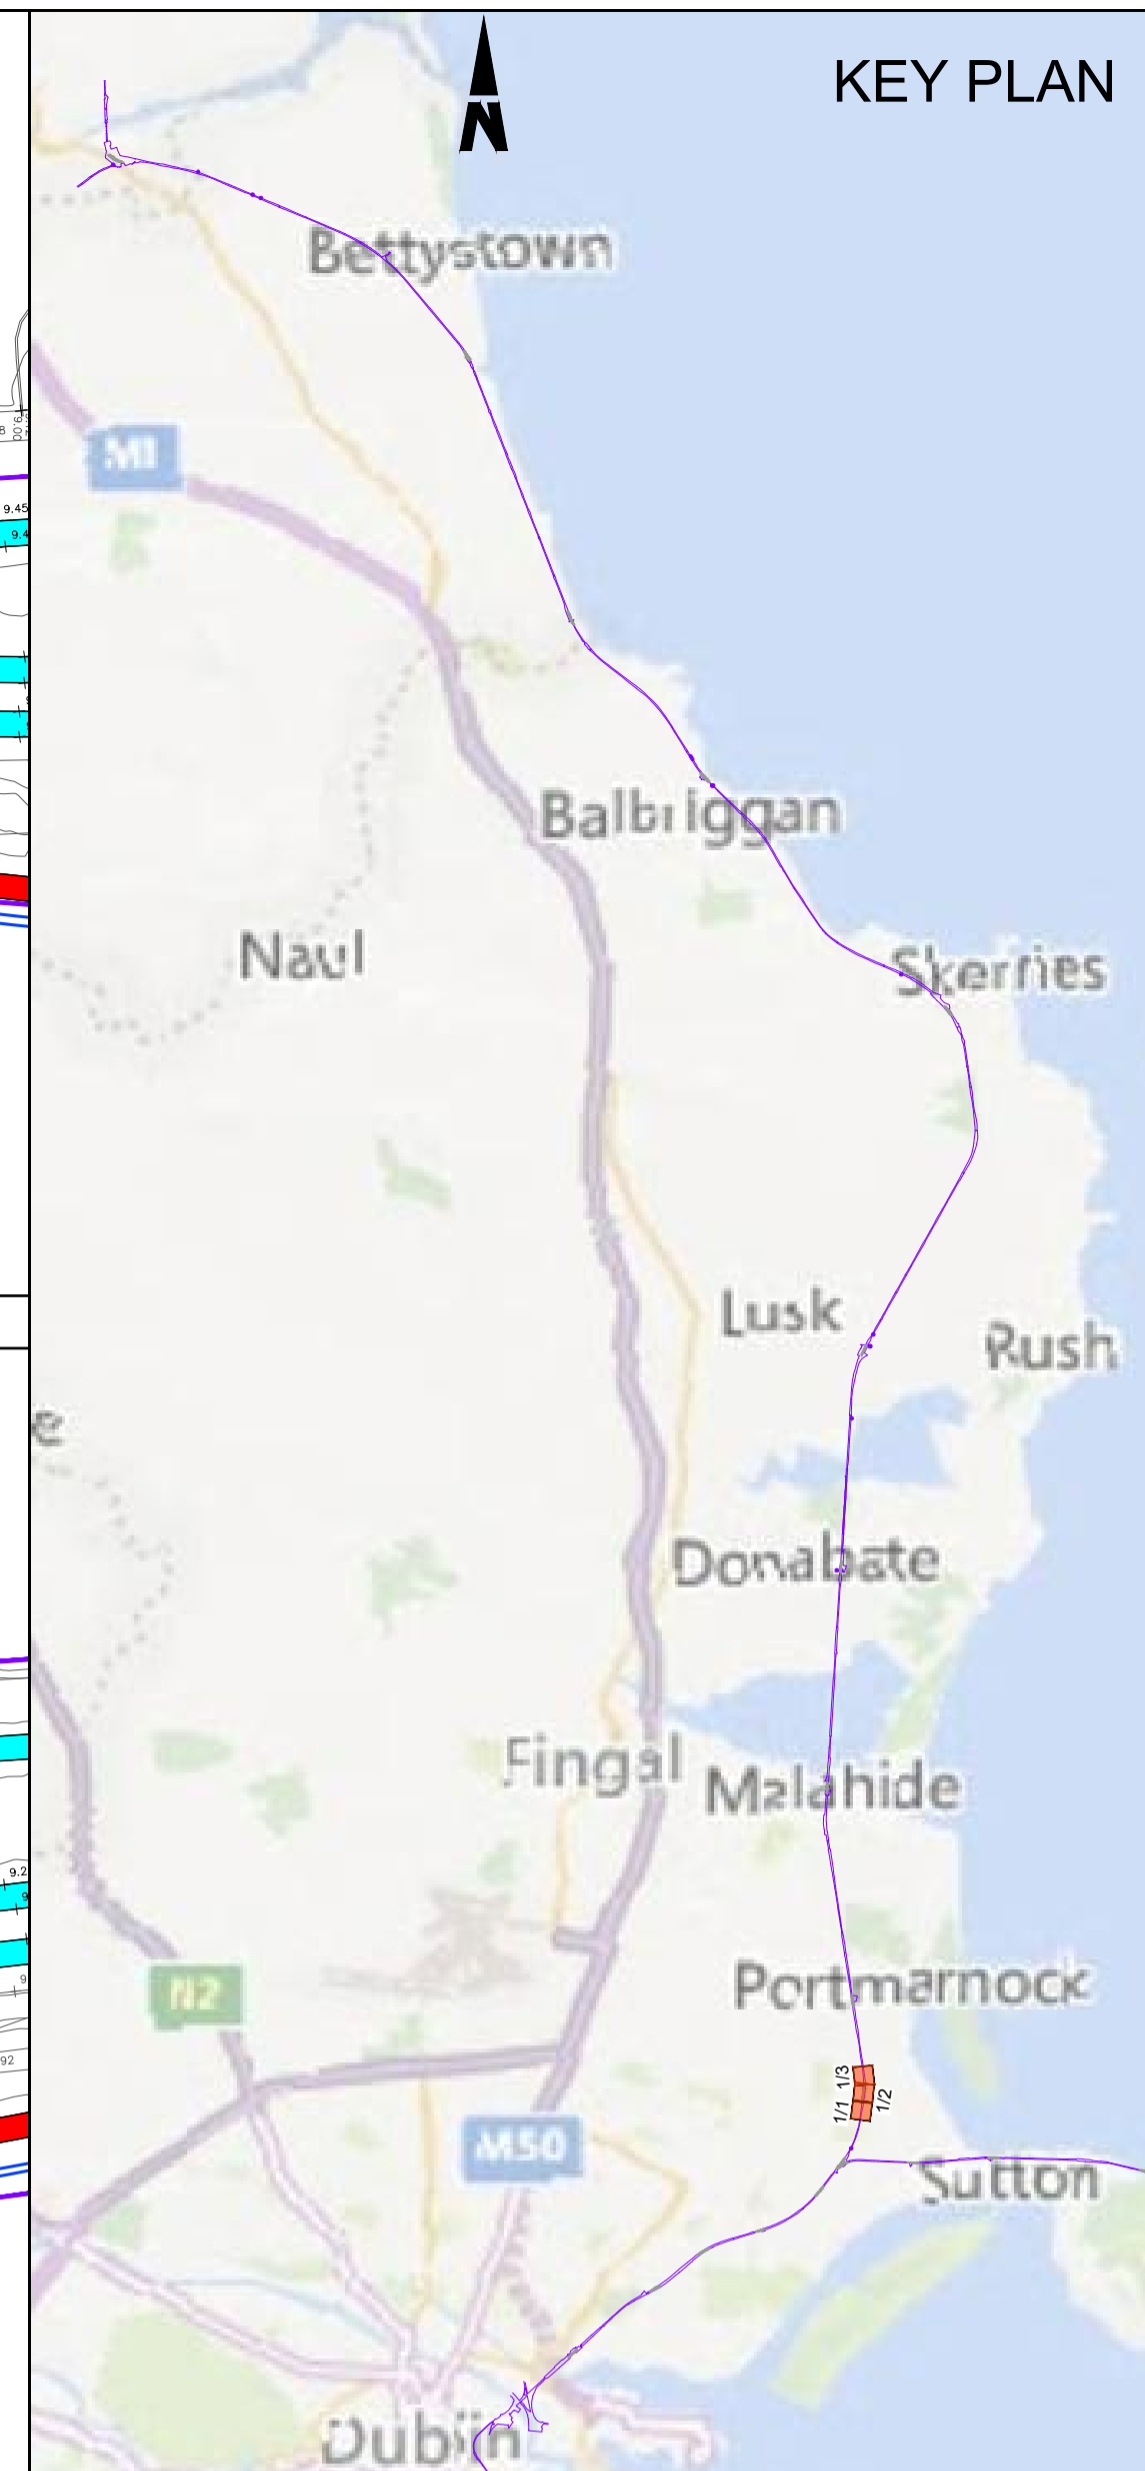 KEY PLAN
N
Bettystown
M1
9.45
Balbriggan
Naul
Skerries
Lusk
Rush
e
Donabate
Fingal
Malahide
9.2
N2
Portmarnock
92
1/3
1/1
1/2
M50
Sutton
Dublin